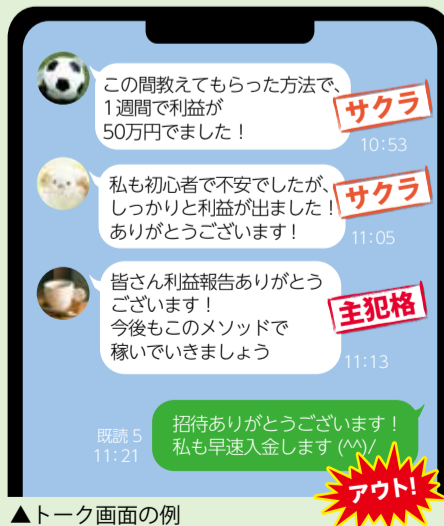 この間教えてもらった方法で、
1週間で利益が
50万円でました！
サクラ
10:53
私も初心者で不安でしたが、
しっかりと利益が出ました！
ありがとうございます！
サクラ
11:05
皆さん利益報告ありがとう
ございます！
今後もこのメソッドで
稼いでいきましょう
主犯格
11:13
招待ありがとうございます！
私も早速入金します (^^)/
既読 5
11:21
アウト!
▲トーク画面の例